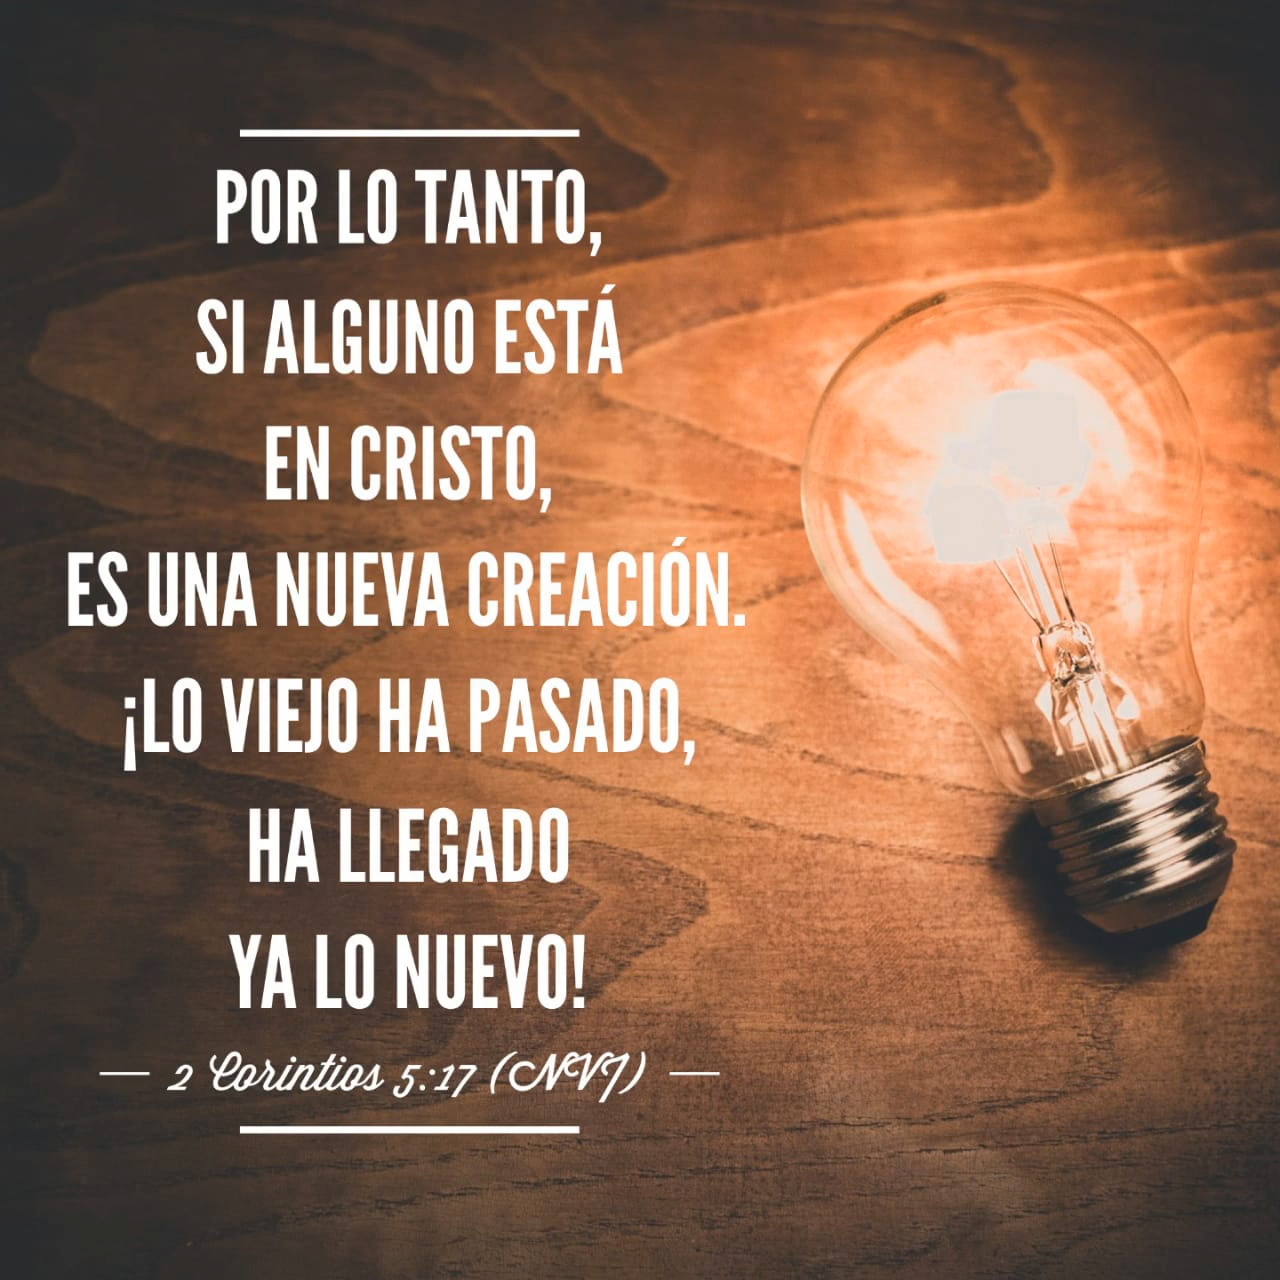 POR LO TANTO,
SI ALGUNO ESTÁ
EN CRISTO,
ES UNA NUEVA CREACIÓN.
¡LO VIEJO HA PASADO,
HA LLEGADO
YA LO NUEVO!
— 2 Corintios 5:17 (NVI) —